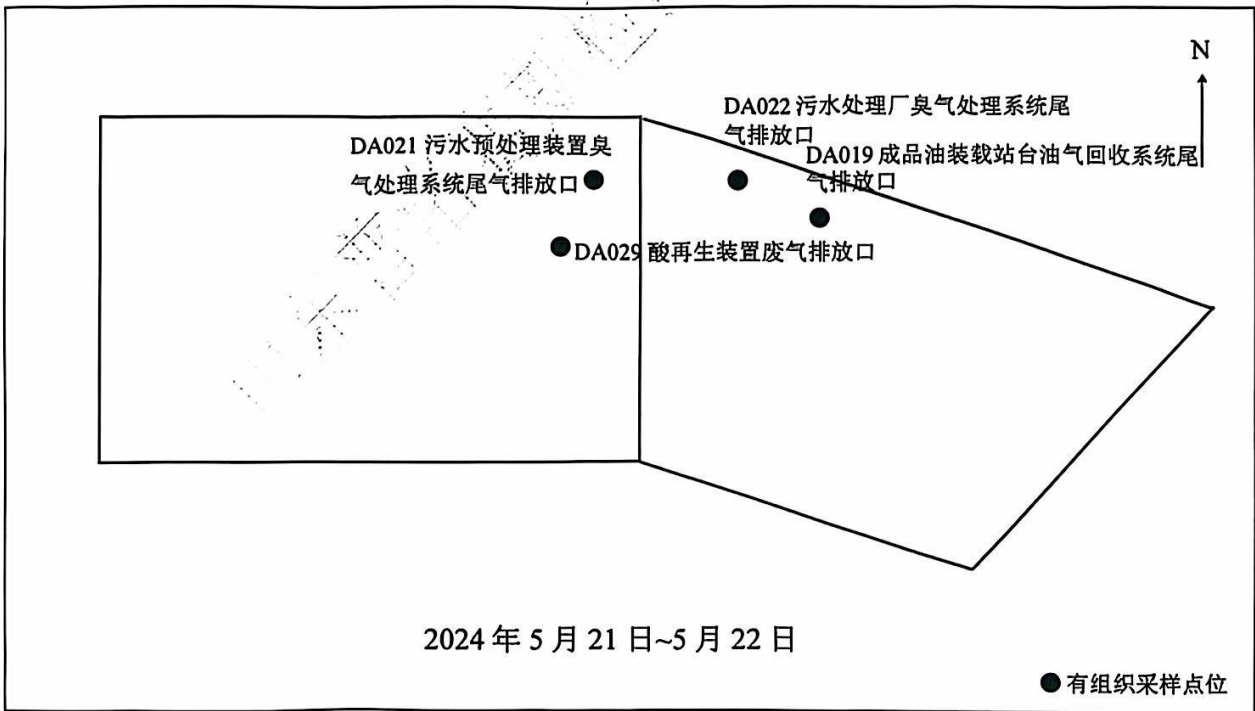 N
DA022 污水处理厂臭气处理系统尾
气排放口
DA021 污水预处理装置臭
气处理系统尾气排放口
DA019 成品油装载站台油气回收系统尾
气排放口
DA029 酸再生装置废气排放口
2024 年 5 月 21 日~5 月 22 日
有组织采样点位